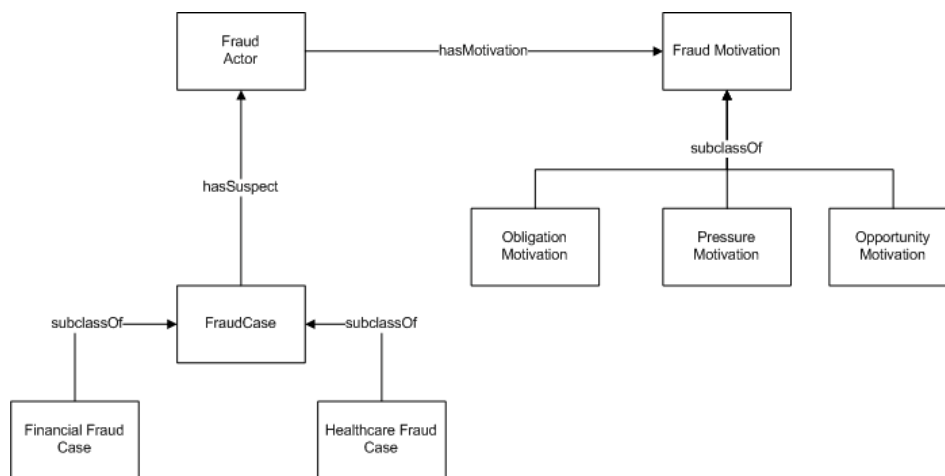 Fraud
Actor
hasMotivation
Fraud Motivation
subclassOf
hasSuspect
Obligation
Motivation
Pressure
Motivation
Opportunity
Motivation
subclassOf
FraudCase
subclassOf
Financial Fraud
Case
Healthcare Fraud
Case